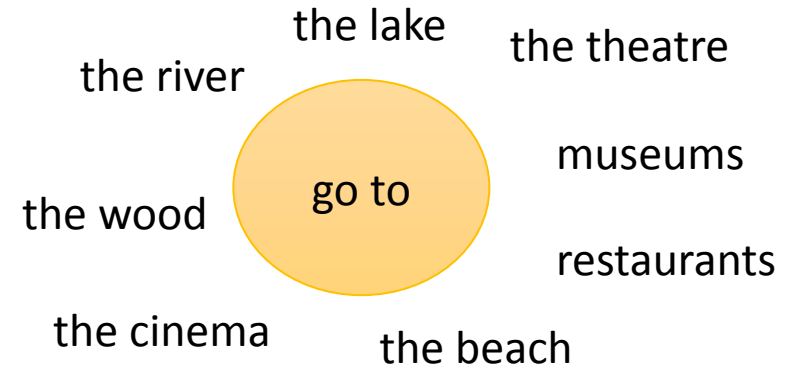 the lake
the theatre
the river
museums
go to
the wood
restaurants
the cinema
the beach